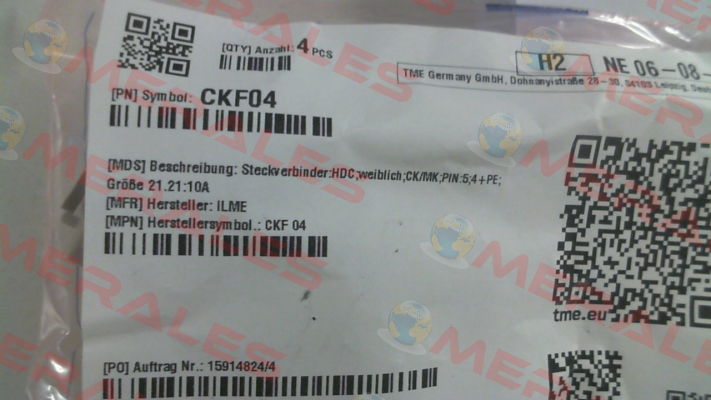 [QTY] Anzahl: 4 PCS
H2 NE 06-08-
TME Germany GmbH, Dohnanyistraße 28-30, 04103 Leipzig,
[PN] Symbol: CKF04
[MDS] Beschreibung: Steckverbinder:HDC;weiblich;CK/MK;PIN:5;4+PE;
Größe 21.21:10A
[MFR] Hersteller: ILME
[MPN] Herstellersymbol.: CKF 04
tme.eu
[PO] Auftrag Nr.: 15914824/4
MERALES